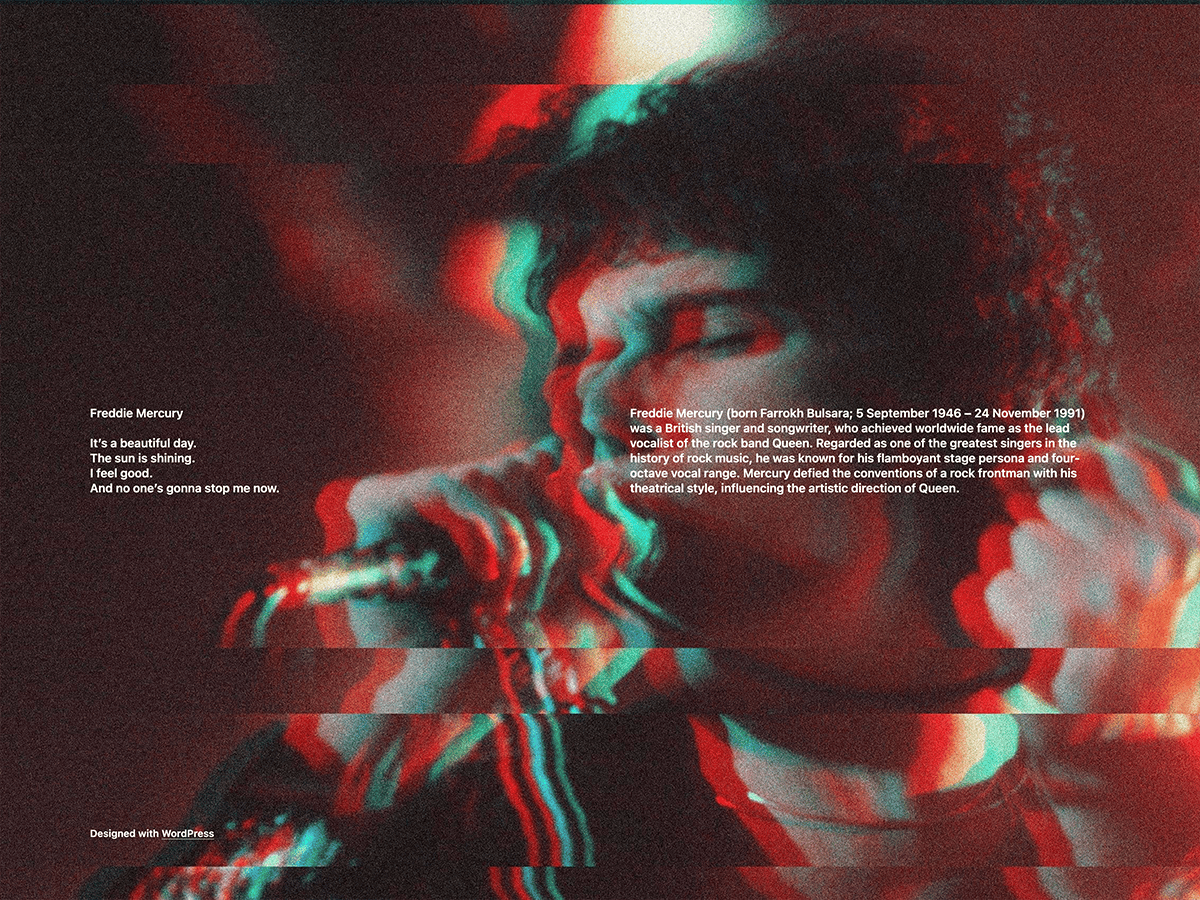 Freddie Mercury
It’s a beautiful day.
The sun is shining.
I feel good.
And no one’s gonna stop me now.
Freddie Mercury (born Farrokh Bulsara; 5 September 1946 – 24 November 1991)
was a British singer and songwriter, who achieved worldwide fame as the lead
vocalist of the rock band Queen. Regarded as one of the greatest singers in the
history of rock music, he was known for his flamboyant stage persona and four-
octave vocal range. Mercury defied the conventions of a rock frontman with his
theatrical style, influencing the artistic direction of Queen.
Designed with WordPress